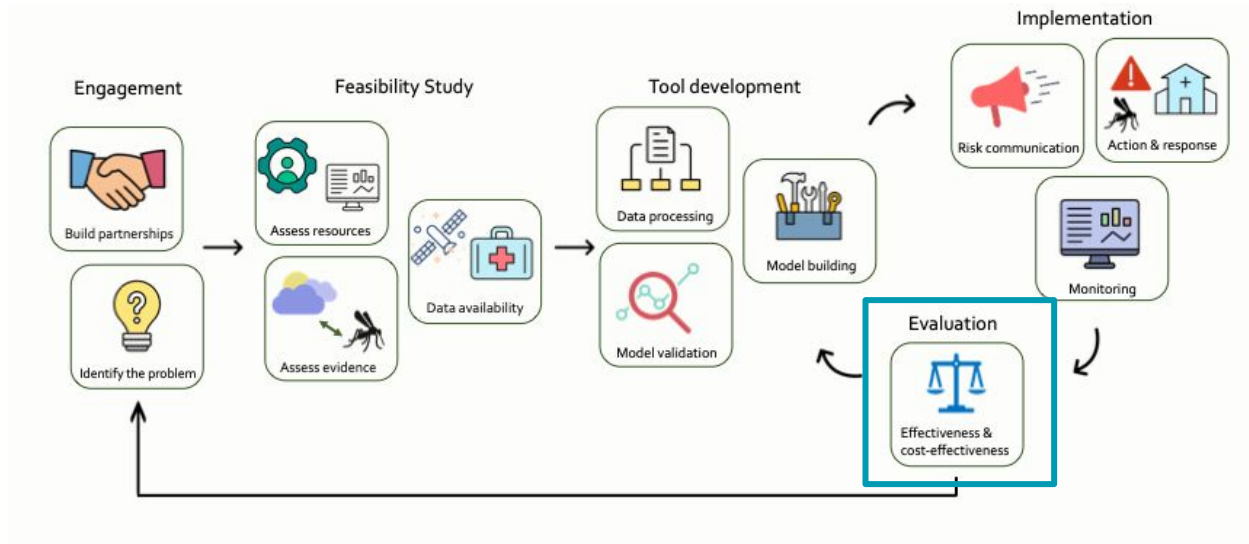 Engagement
Build partnerships
Identify the problem
Feasibility Study
Assess resources
Data availability
Assess evidence
Tool development
Data processing
Model building
Model validation
Implementation
Risk communication
Action & response
Monitoring
Evaluation
Effectiveness &
cost-effectiveness